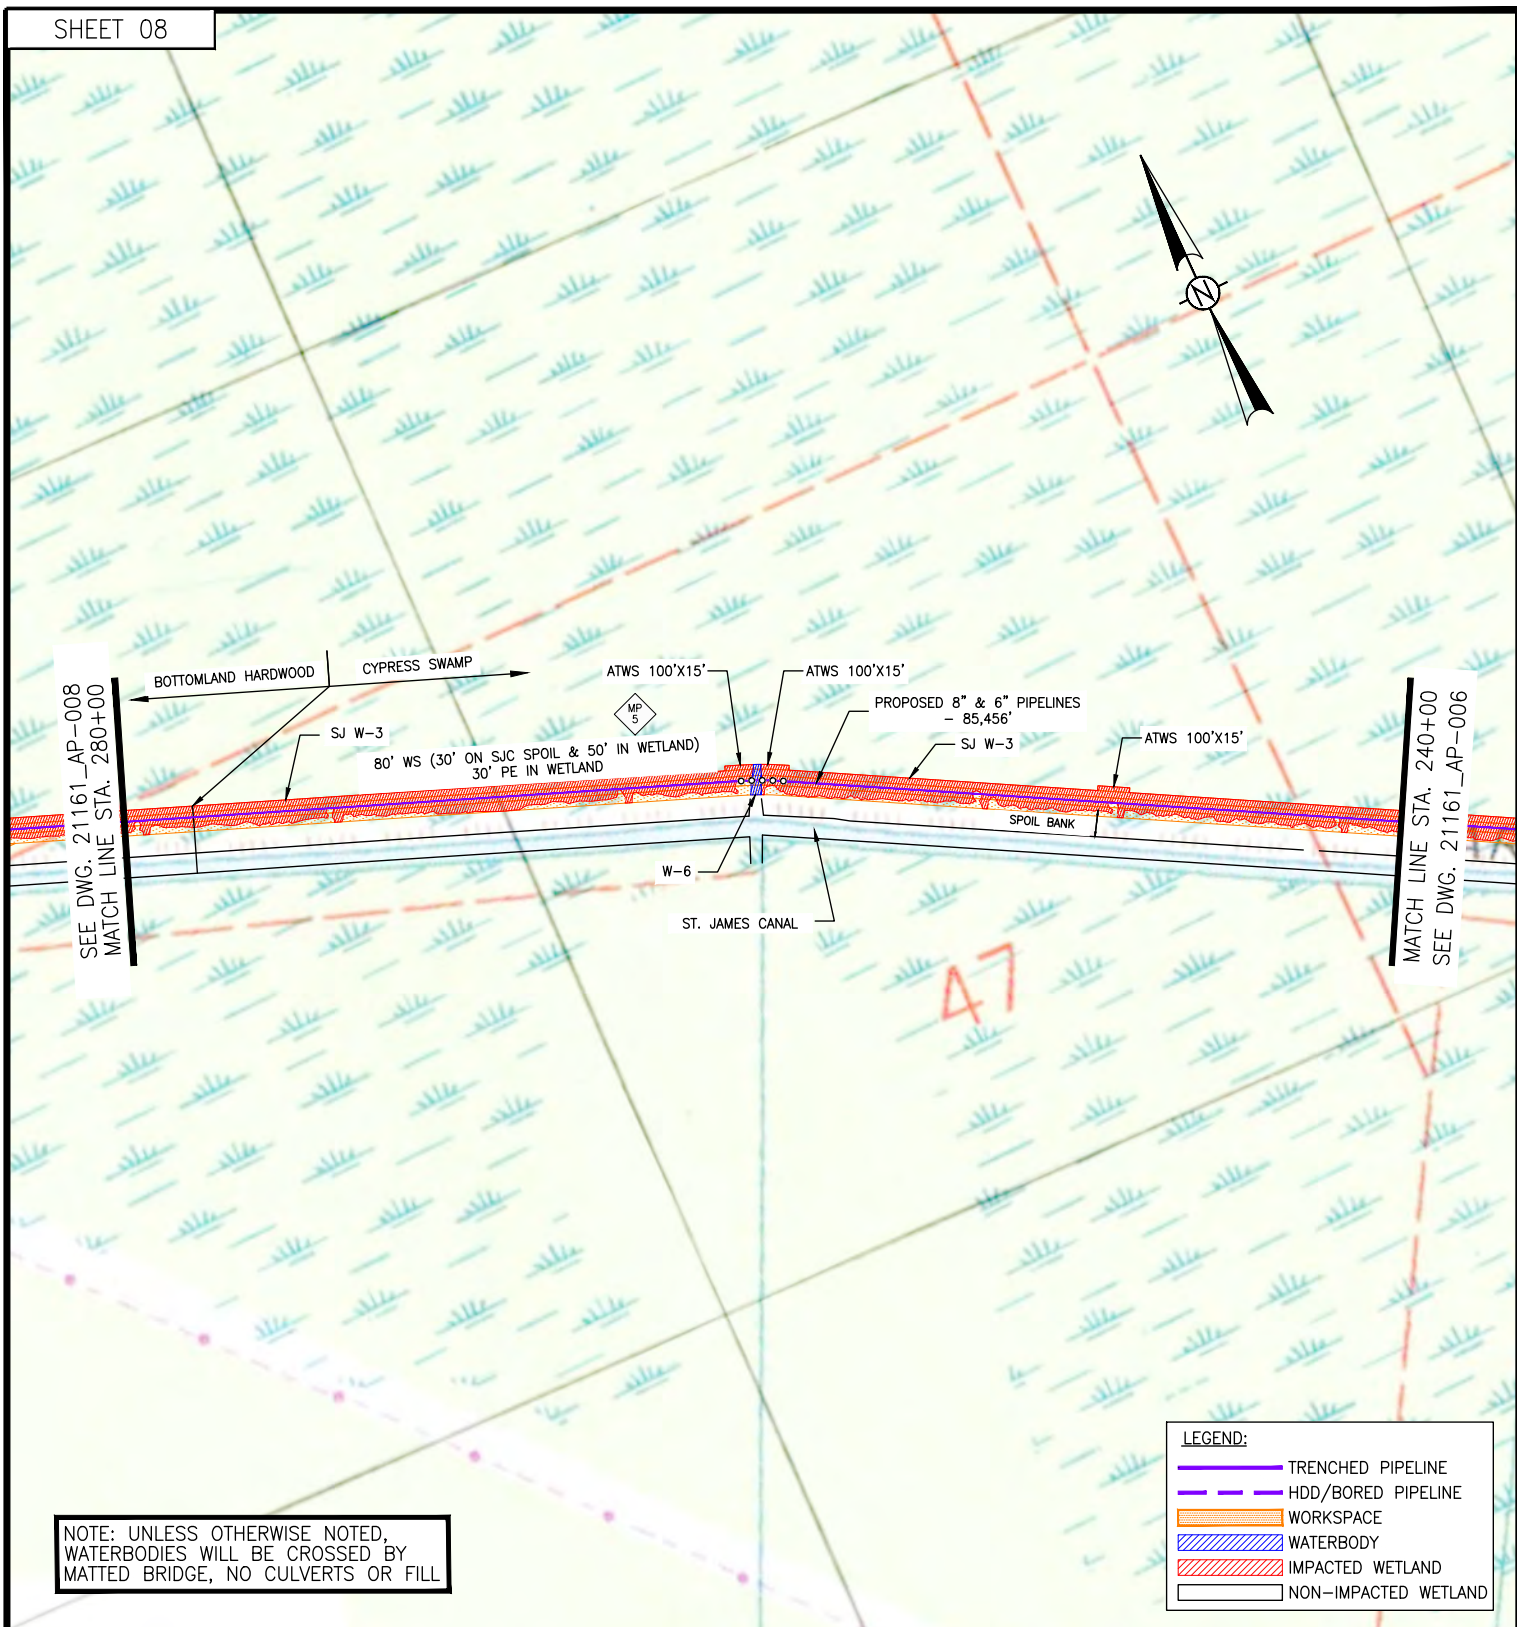 SHEET 08
N
BOTTOMLAND HARDWOOD
CYPRESS SWAMP
ATWS 100'X15'
ATWS 100'X15'
MP
5
PROPOSED 8" & 6" PIPELINES
- 85,456'
SJ W-3
SJ W-3
ATWS 100'X15'
80' WS (30' ON SJC SPOIL & 50' IN WETLAND)
30' PE IN WETLAND
SEE DWG. 21161_AP-008
MATCH LINE STA. 280+00
MATCH LINE STA. 240+00
SEE DWG. 21161_AP-006
SPOIL BANK
W-6
ST. JAMES CANAL
47
LEGEND:
TRENCHED PIPELINE
HDD/BORED PIPELINE
WORKSPACE
WATERBODY
IMPACTED WETLAND
NON-IMPACTED WETLAND
NOTE: UNLESS OTHERWISE NOTED,
WATERBODIES WILL BE CROSSED BY
MATTED BRIDGE, NO CULVERTS OR FILL